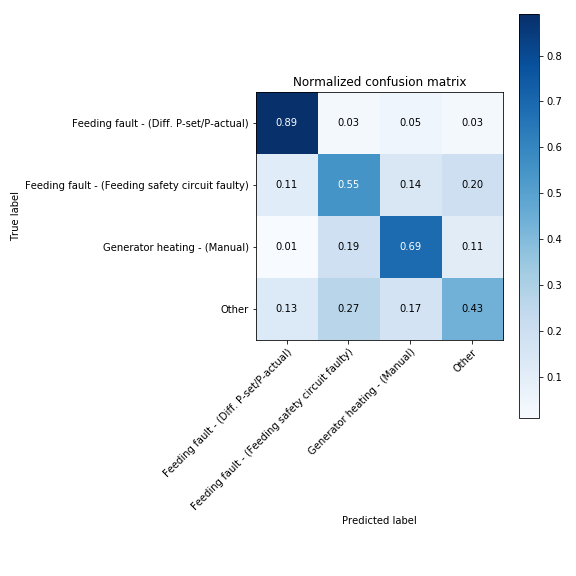 Normalized confusion matrix
True label
Feeding fault - (Diff. P-set/P-actual)
0.89 0.03 0.05 0.03
Feeding fault - (Feeding safety circuit faulty)
0.11 0.55 0.14 0.20
Generator heating - (Manual)
0.01 0.19 0.69 0.11
Other
0.13 0.27 0.17 0.43
Feeding fault - (Diff. P-set/P-actual)
Feeding fault - (Feeding safety circuit faulty)
Generator heating - (Manual)
Other
Predicted label
0.8
0.7
0.6
0.5
0.4
0.3
0.2
0.1